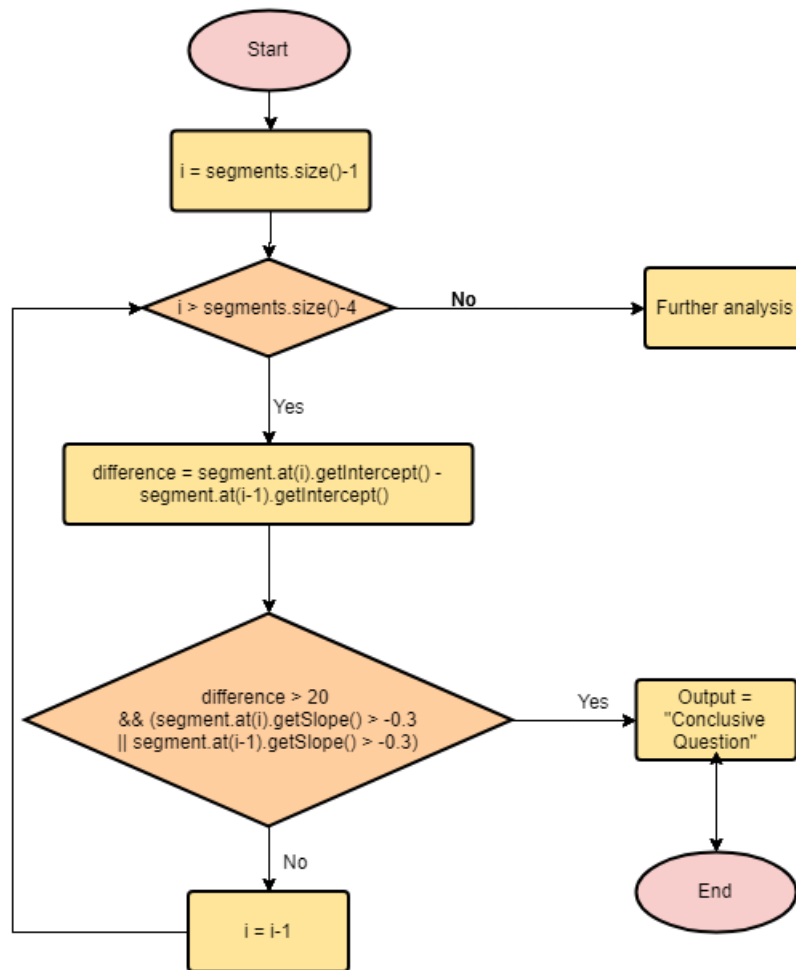 Start
i = segments.size()-1
i > segments.size()-4
No
Further analysis
Yes
difference = segment.at(i).getIntercept() -
segment.at(i-1).getIntercept()
difference > 20
&& (segment.at(i).getSlope() > -0.3
|| segment.at(i-1).getSlope() > -0.3)
Yes
Output =
"Conclusive
Question"
No
End
i = i-1